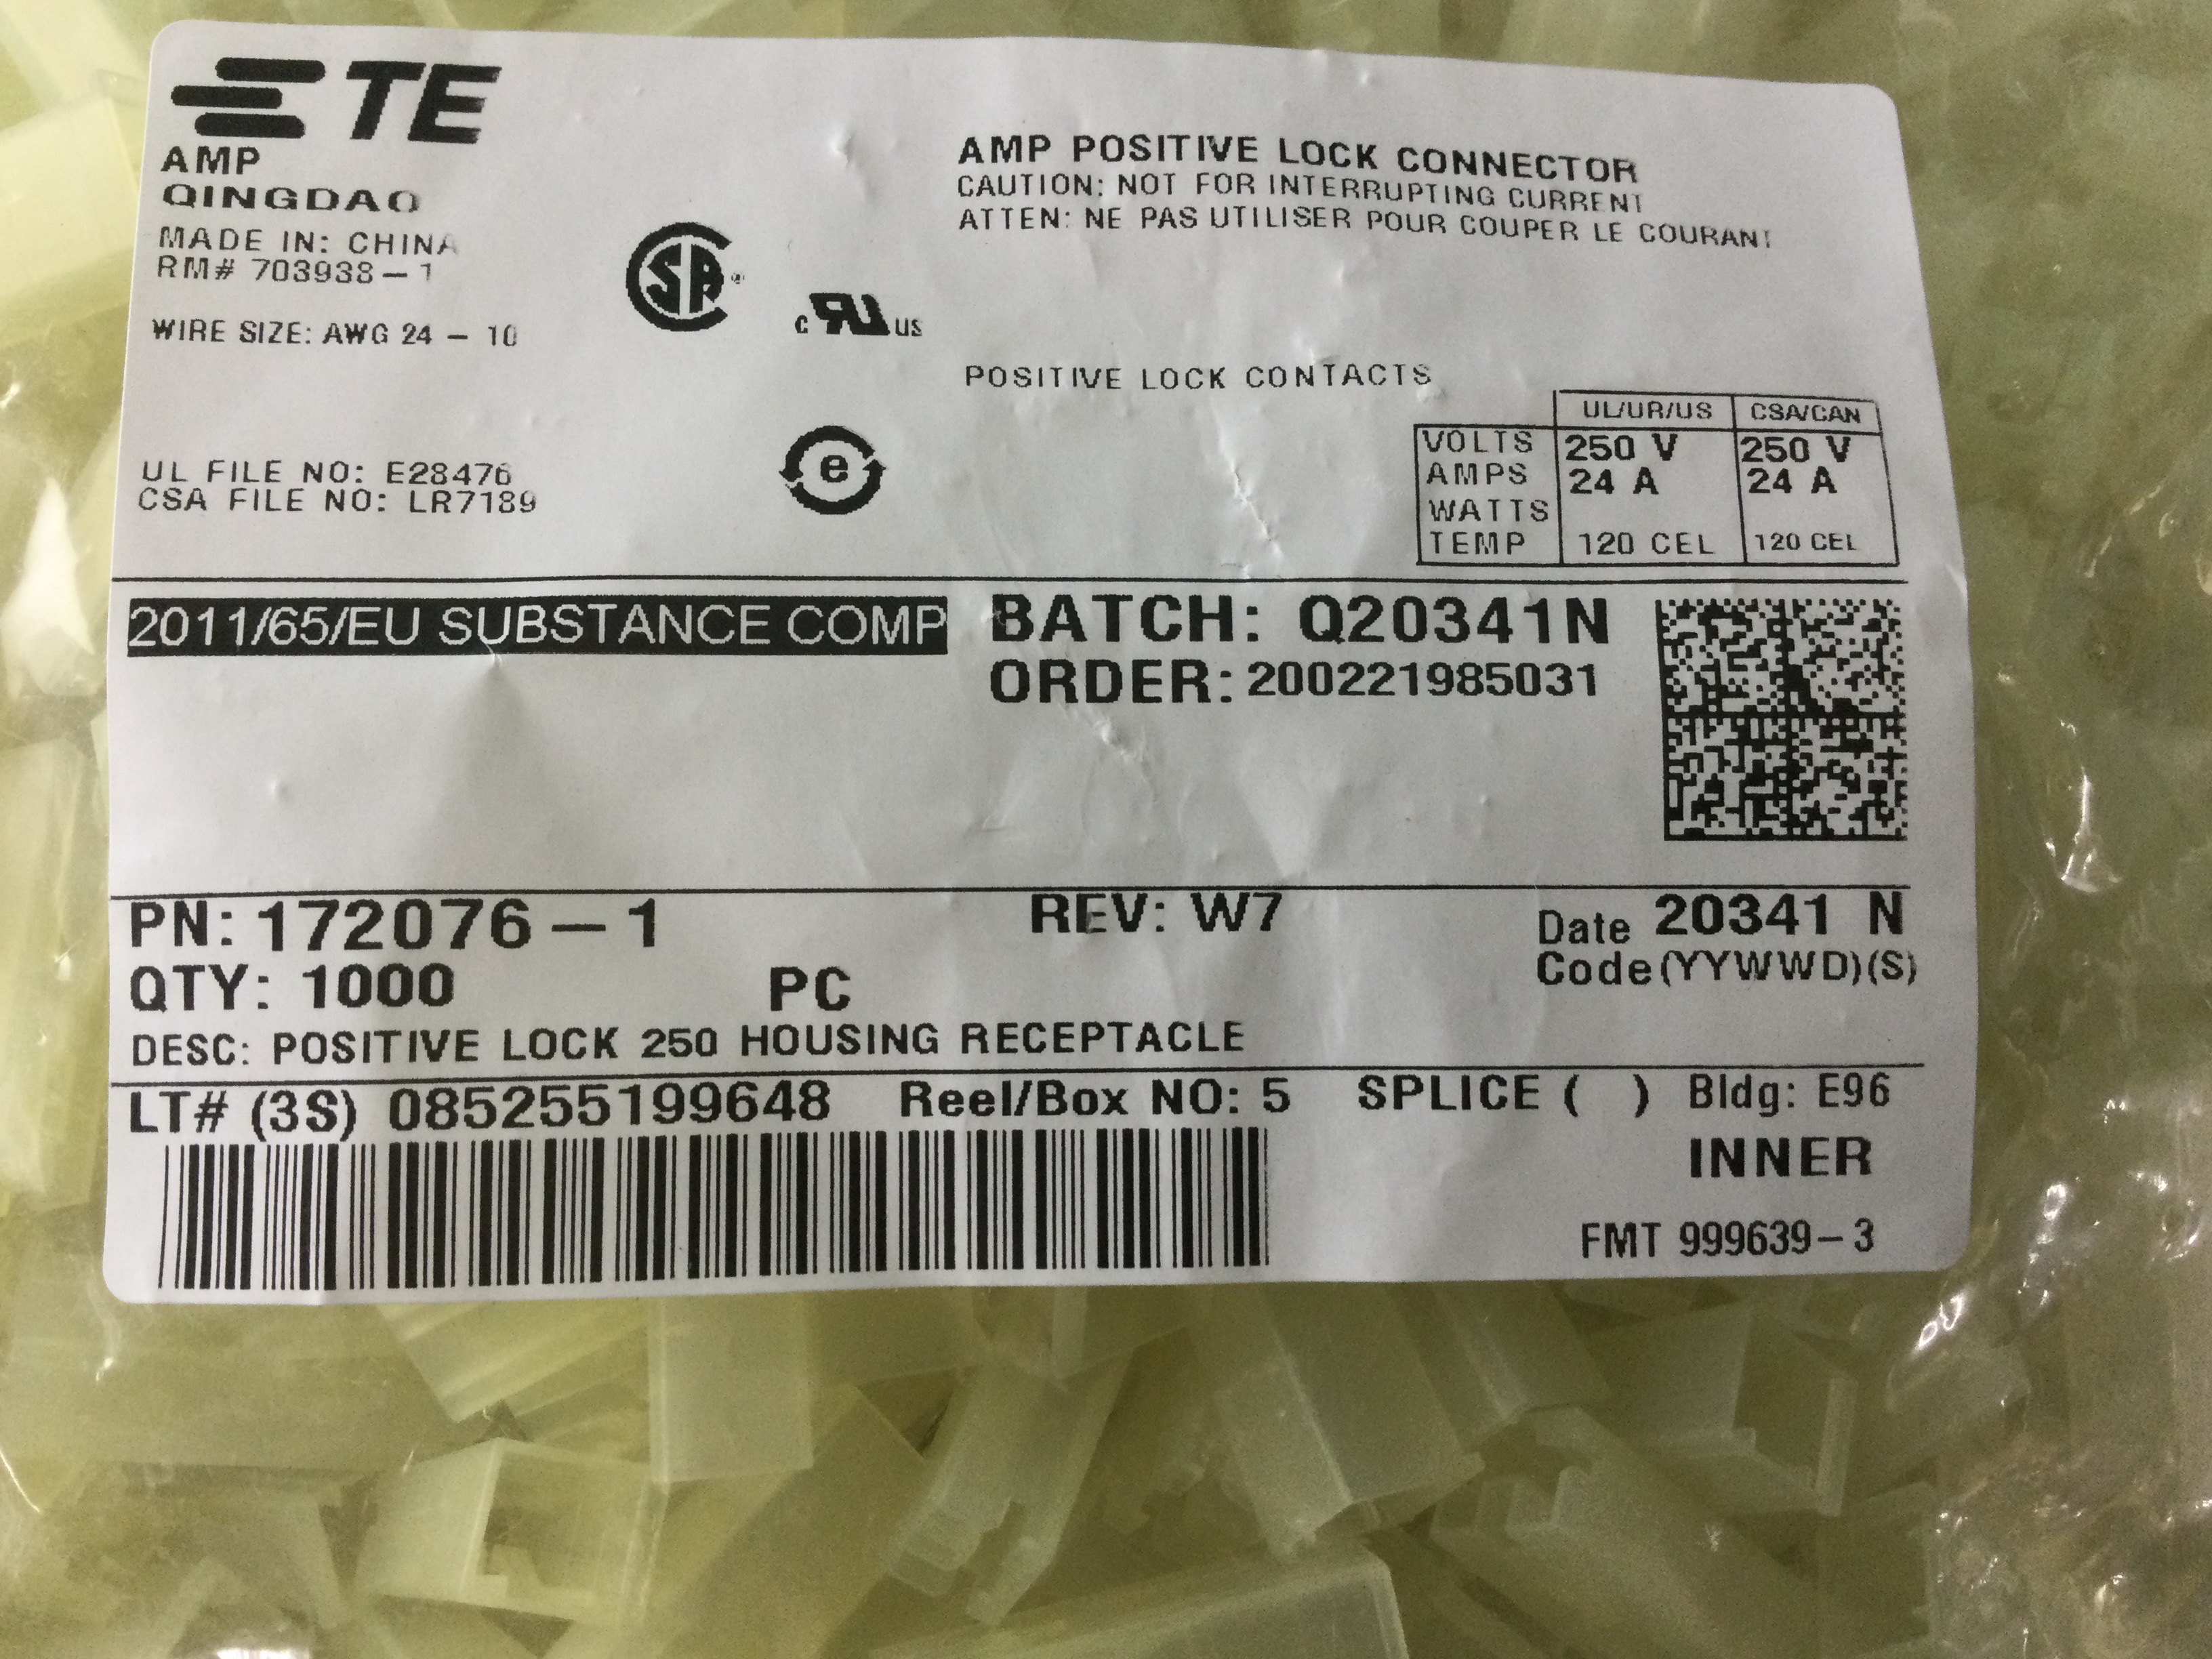 TE
AMP
QINGDAO
MADE IN: CHINA
RM# 703938-1
WIRE SIZE: AWG 24 - 10
UL FILE NO: E28476
CSA FILE NO: LR7189
SA
c RU US
e
AMP POSITIVE LOCK CONNECTOR
CAUTION: NOT FOR INTERRUPTING CURRENT
ATTEN: NE PAS UTILISER POUR COUPER LE COURANT
POSITIVE LOCK CONTACTS
UL/UR/US CSA/CAN
VOLTS 250 V 250 V
AMPS 24 A 24 A
WATTS
TEMP 120 CEL 120 CEL
2011/65/EU SUBSTANCE COMP
BATCH: Q20341N
ORDER: 200221985031
PN: 172076-1 REV: W7 Date 20341 N
Code (YYWWD)(S)
QTY: 1000 PC
DESC: POSITIVE LOCK 250 HOUSING RECEPTACLE
LT# (3S) 085255199648 Reel/Box NO: 5 SPLICE ( ) Bldg: E96
INNER
FMT 999639-3